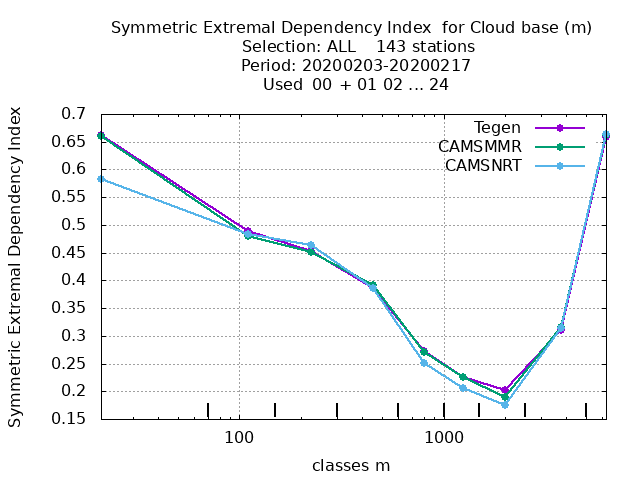 Symmetric Extremal Dependency Index for Cloud base (m)
Selection: ALL 143 stations
Period: 20200203-20200217
Used 00 + 01 02 ... 24
Symmetric Extremal Dependency Index
0.7
0.65
0.6
0.55
0.5
0.45
0.4
0.35
0.3
0.25
0.2
0.15
Tegen
CAMSMMR
CAMSNRT
100
1000
classes m